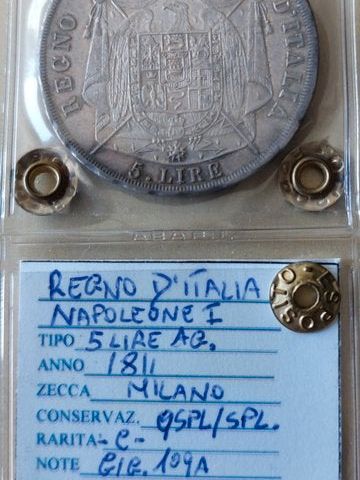 REGNO D'ITALIA
5. LIRE
REGNO D'ITALIA
NAPOLEONE I
TIPO 5 LIRE AG.
ANNO 1811
ZECCA MILANO
CONSERVAZ. qSPL/SPL.
RARITA -C-
NOTE GIG. 109A